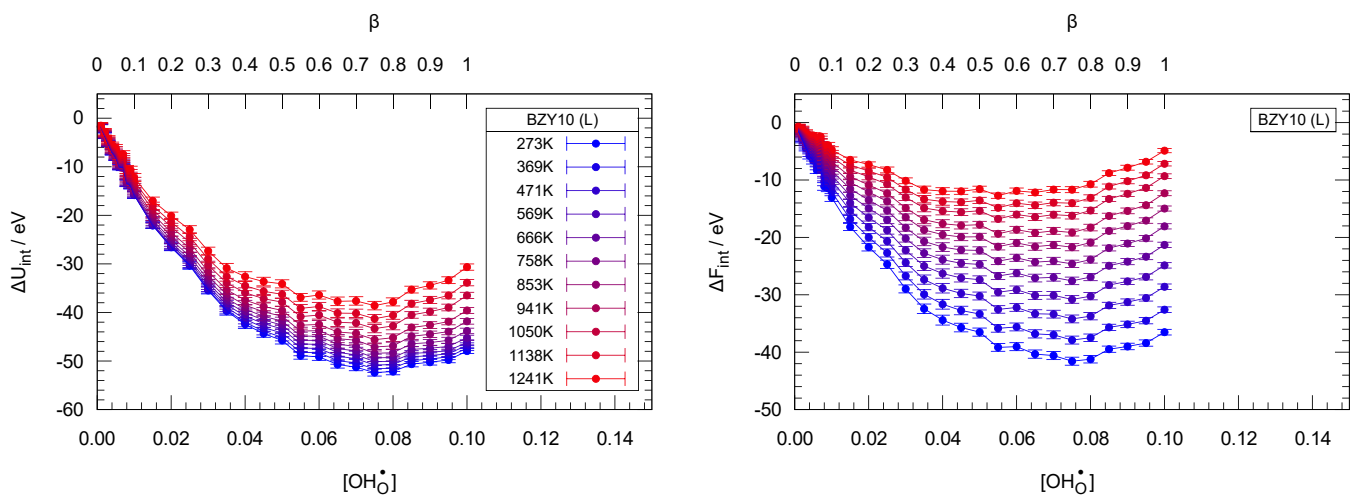 β
0 0.1 0.2 0.3 0.4 0.5 0.6 0.7 0.8 0.9 1
0
-10
-20
-30
-40
-50
-60
ΔU_int / eV
BZY10 (L)
273K
369K
471K
569K
666K
758K
853K
941K
1050K
1138K
1241K
0.00 0.02 0.04 0.06 0.08 0.10 0.12 0.14
[OH_O^•]
β
0 0.1 0.2 0.3 0.4 0.5 0.6 0.7 0.8 0.9 1
0
-10
-20
-30
-40
-50
ΔF_int / eV
BZY10 (L)
0.00 0.02 0.04 0.06 0.08 0.10 0.12 0.14
[OH_O^•]